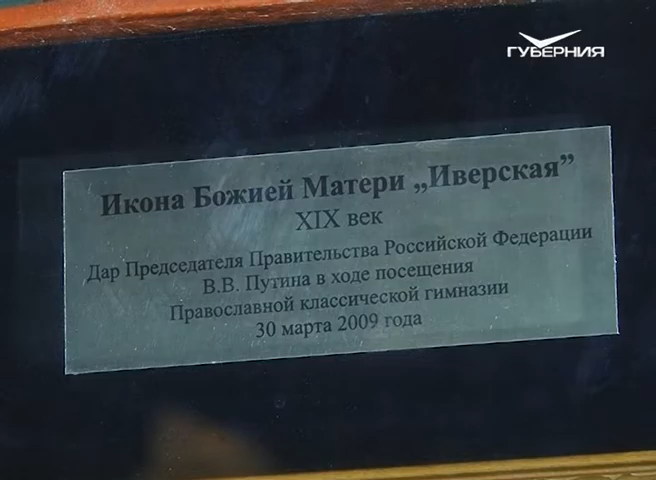 ГУБЕРНИЯ
Икона Божией Матери „Иверская”
XIX век
Дар Председателя Правительства Российской Федерации
В.В. Путина в ходе посещения
Православной классической гимназии
30 марта 2009 года